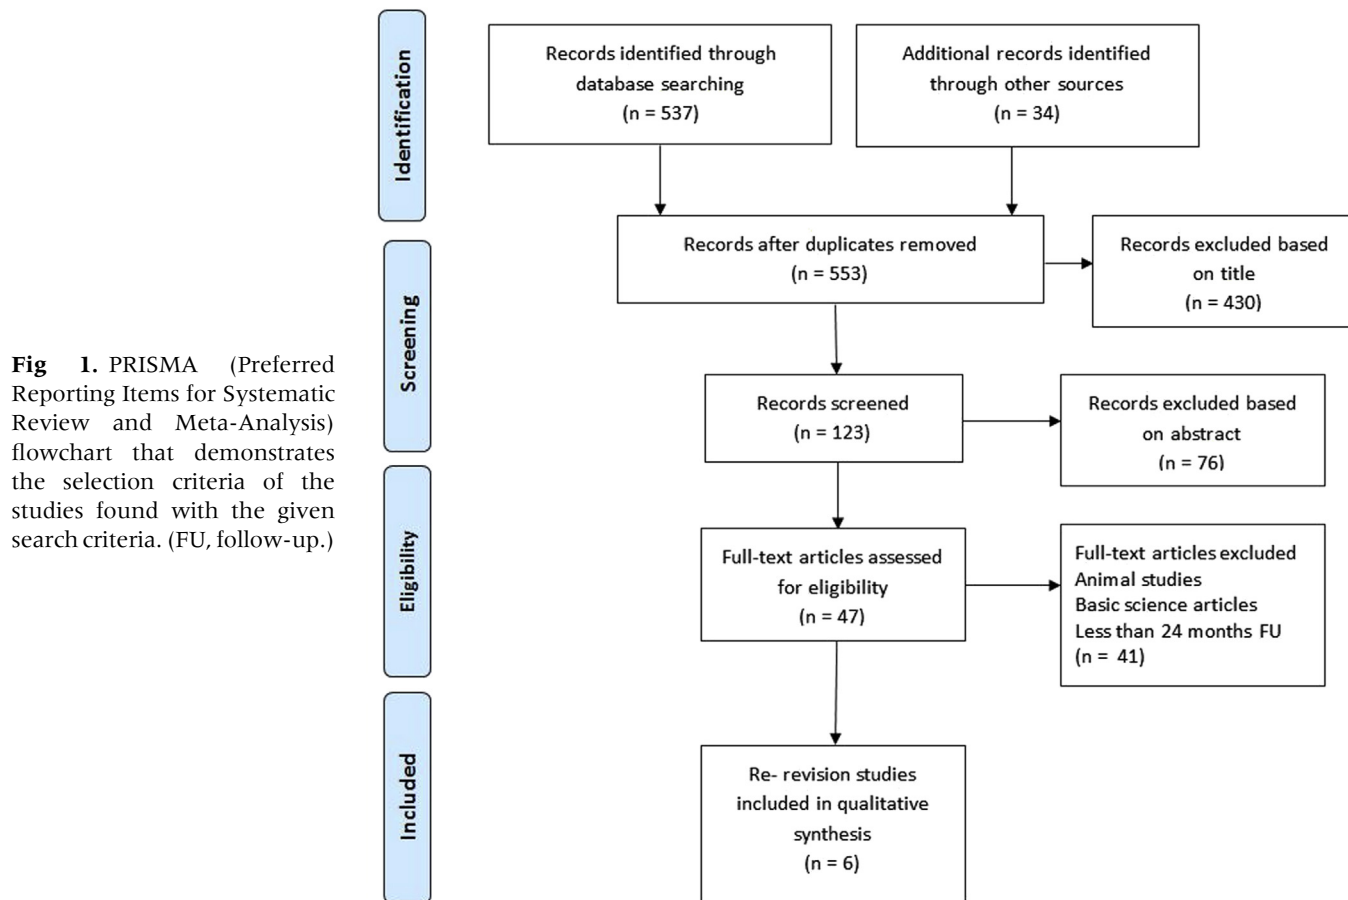 Identification
Records identified through
database searching
(n = 537)
Additional records identified
through other sources
(n = 34)
Records after duplicates removed
(n = 553)
Records excluded based
on title
(n = 430)
Screening
Records screened
(n = 123)
Records excluded based
on abstract
(n = 76)
Fig 1. PRISMA (Preferred
Reporting Items for Systematic
Review and Meta-Analysis)
flowchart that demonstrates
the selection criteria of the
studies found with the given
search criteria. (FU, follow-up.)
Eligibility
Full-text articles assessed
for eligibility
(n = 47)
Full-text articles excluded
Animal studies
Basic science articles
Less than 24 months FU
(n = 41)
Included
Re- revision studies
included in qualitative
synthesis
(n = 6)